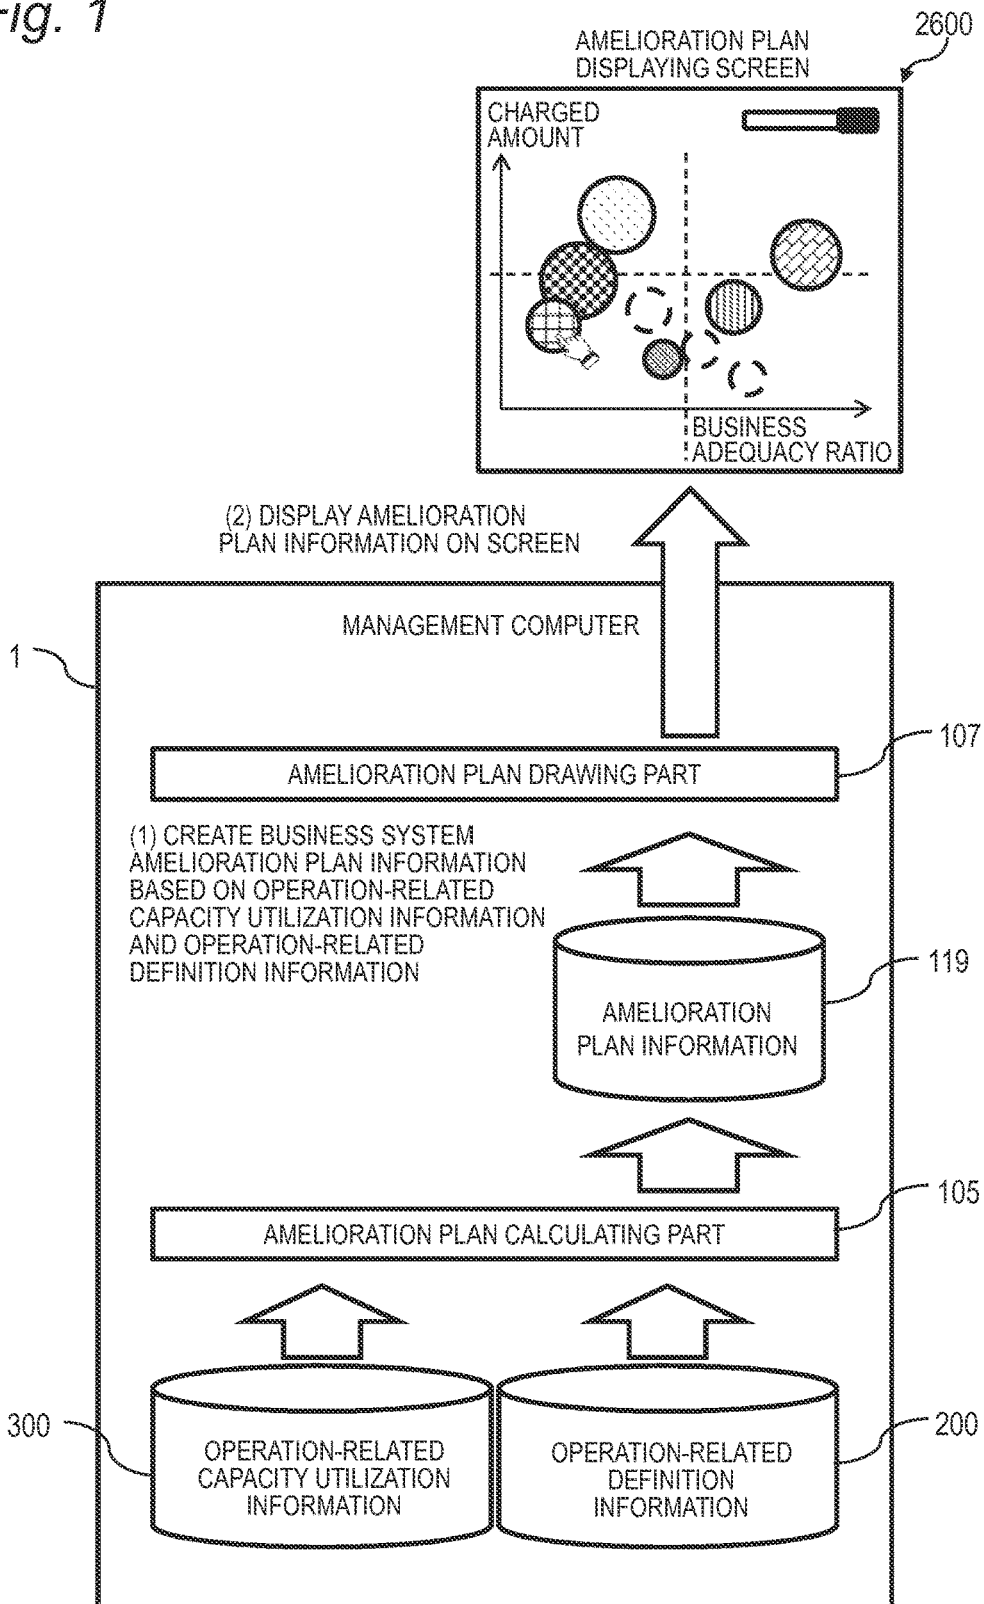 Fig. 1
2600
AMELIORATION PLAN
DISPLAYING SCREEN
CHARGED
AMOUNT
BUSINESS
ADEQUACY RATIO
(2) DISPLAY AMELIORATION
PLAN INFORMATION ON SCREEN
MANAGEMENT COMPUTER
1
107
AMELIORATION PLAN DRAWING PART
(1) CREATE BUSINESS SYSTEM
AMELIORATION PLAN INFORMATION
BASED ON OPERATION-RELATED
CAPACITY UTILIZATION INFORMATION
AND OPERATION-RELATED
DEFINITION INFORMATION
119
AMELIORATION
PLAN INFORMATION
105
AMELIORATION PLAN CALCULATING PART
300
OPERATION-RELATED
CAPACITY UTILIZATION
INFORMATION
200
OPERATION-RELATED
DEFINITION
INFORMATION